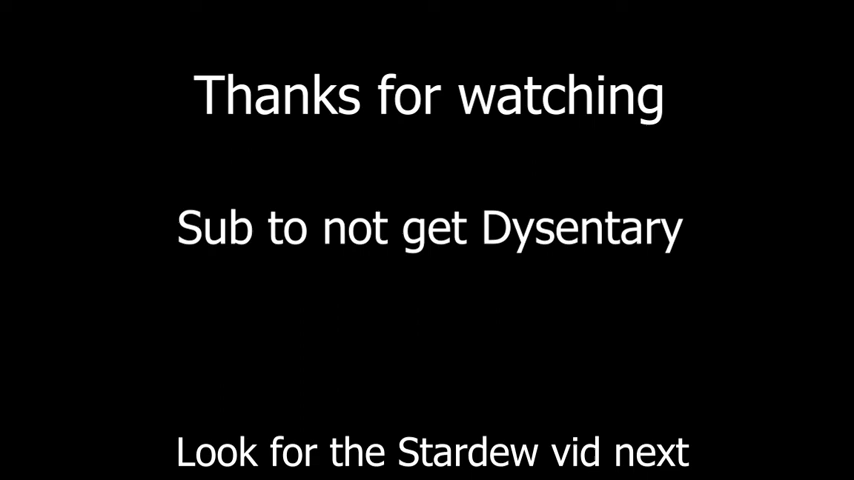 Thanks for watching
Sub to not get Dysentary
Look for the Stardew vid next